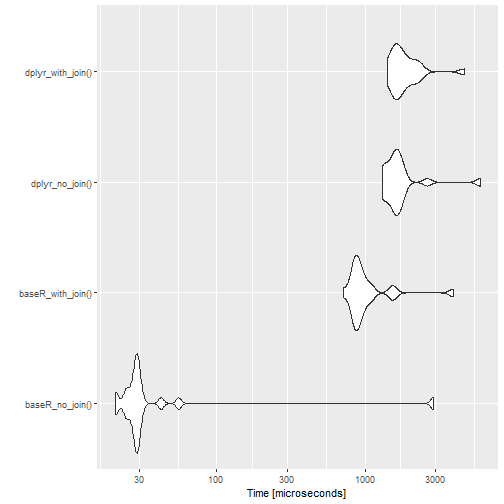 dplyr_with_join()
dplyr_no_join()
baseR_with_join()
baseR_no_join()
30 100 300 1000 3000
Time [microseconds]